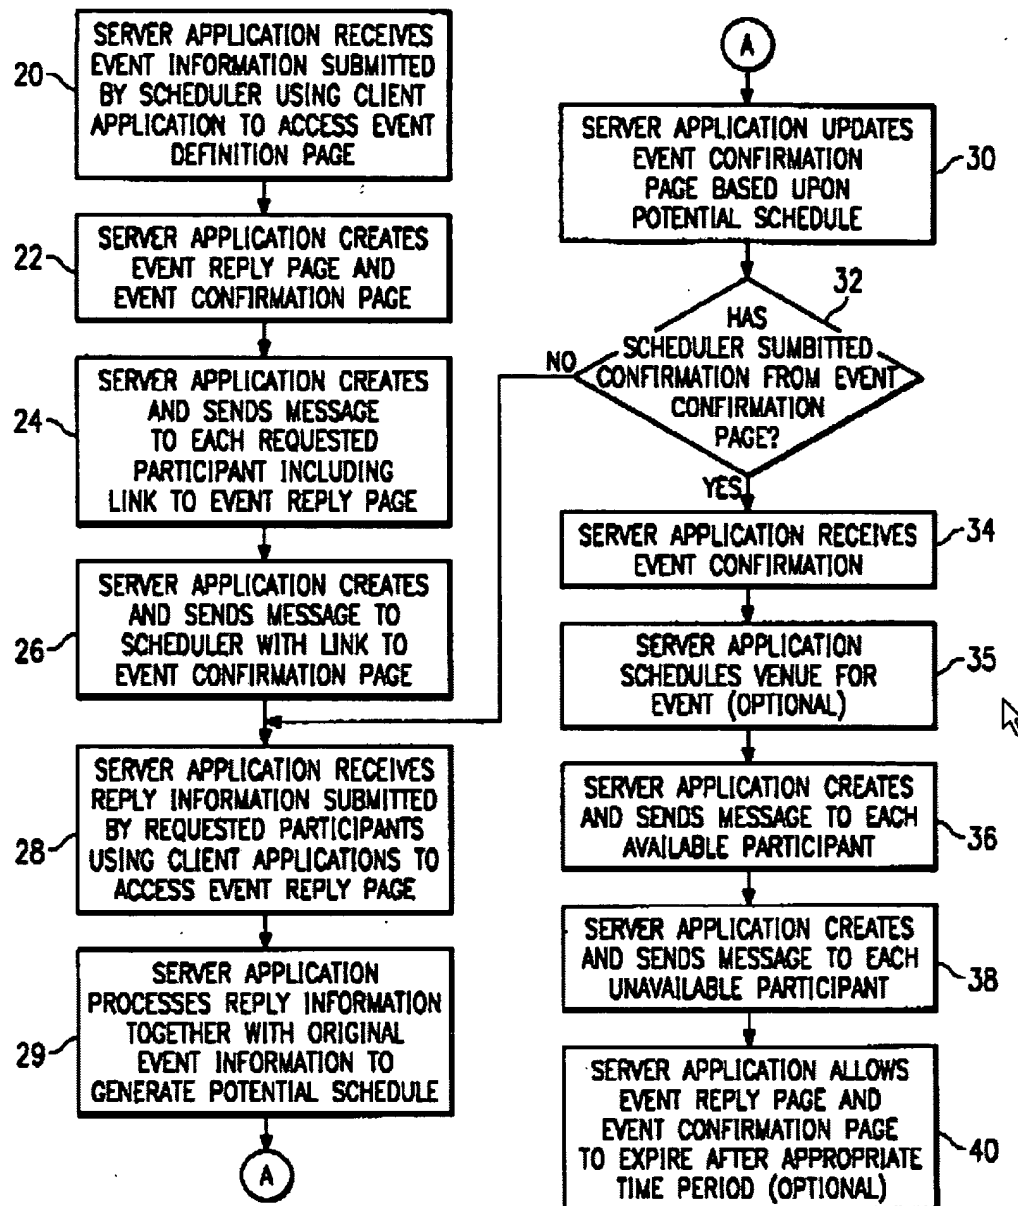 20
SERVER APPLICATION RECEIVES
EVENT INFORMATION SUBMITTED
BY SCHEDULER USING CLIENT
APPLICATION TO ACCESS EVENT
DEFINITION PAGE
22
SERVER APPLICATION CREATES
EVENT REPLY PAGE AND
EVENT CONFIRMATION PAGE
24
SERVER APPLICATION CREATES
AND SENDS MESSAGE
TO EACH REQUESTED
PARTICIPANT INCLUDING
LINK TO EVENT REPLY PAGE
26
SERVER APPLICATION CREATES
AND SENDS MESSAGE TO
SCHEDULER WITH LINK TO
EVENT CONFIRMATION PAGE
28
SERVER APPLICATION RECEIVES
REPLY INFORMATION SUBMITTED
BY REQUESTED PARTICIPANTS
USING CLIENT APPLICATIONS TO
ACCESS EVENT REPLY PAGE
29
SERVER APPLICATION
PROCESSES REPLY INFORMATION
TOGETHER WITH ORIGINAL
EVENT INFORMATION TO
GENERATE POTENTIAL SCHEDULE
A
A
SERVER APPLICATION UPDATES
EVENT CONFIRMATION
PAGE BASED UPON
POTENTIAL SCHEDULE
30
32
HAS
SCHEDULER SUMBITTED
CONFIRMATION FROM EVENT
CONFIRMATION
PAGE?
NO
YES
SERVER APPLICATION RECEIVES
EVENT CONFIRMATION
34
SERVER APPLICATION
SCHEDULES VENUE FOR
EVENT (OPTIONAL)
35
SERVER APPLICATION CREATES
AND SENDS MESSAGE TO EACH
AVAILABLE PARTICIPANT
36
SERVER APPLICATION CREATES
AND SENDS MESSAGE TO EACH
UNAVAILABLE PARTICIPANT
38
SERVER APPLICATION ALLOWS
EVENT REPLY PAGE AND
EVENT CONFIRMATION PAGE
TO EXPIRE AFTER APPROPRIATE
TIME PERIOD (OPTIONAL)
40